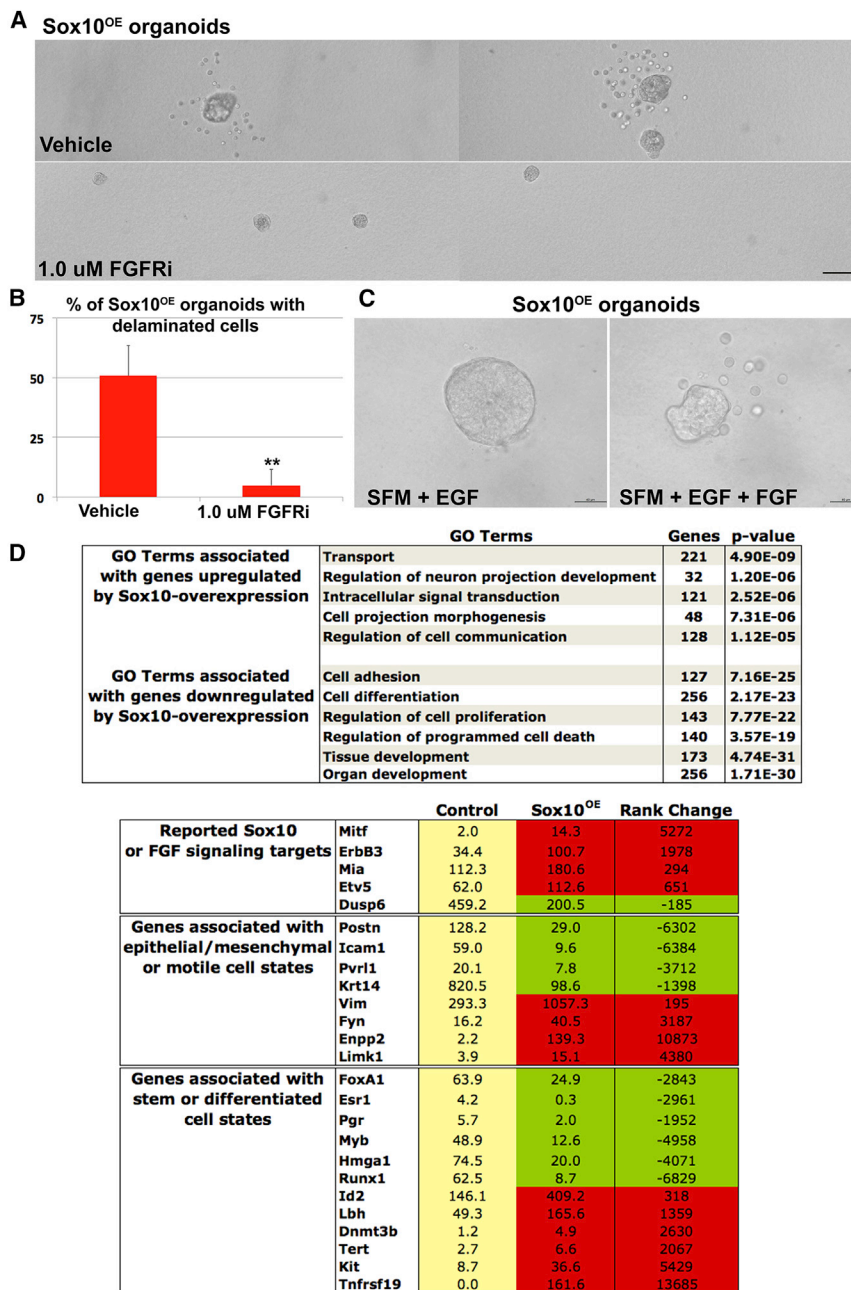 A
Sox10OE organoids
Vehicle
1.0 uM FGFRi
B
% of Sox10OE organoids with
delaminated cells
75
50
25
0
**
Vehicle
1.0 uM FGFRi
C
Sox10OE organoids
SFM + EGF
SFM + EGF + FGF
D
GO Terms Genes p-value
GO Terms associated with genes upregulated by Sox10-overexpression
Transport 221 4.90E-09
Regulation of neuron projection development 32 1.20E-06
Intracellular signal transduction 121 2.52E-06
Cell projection morphogenesis 48 7.31E-06
Regulation of cell communication 128 1.12E-05
GO Terms associated with genes downregulated by Sox10-overexpression
Cell adhesion 127 7.16E-25
Cell differentiation 256 2.17E-23
Regulation of cell proliferation 143 7.77E-22
Regulation of programmed cell death 140 3.57E-19
Tissue development 173 4.74E-31
Organ development 256 1.71E-30
Control Sox10OE Rank Change
Reported Sox10 or FGF signaling targets
Mitf 2.0 14.3 5272
ErbB3 34.4 100.7 1978
Mia 112.3 180.6 294
Etv5 62.0 112.6 651
Dusp6 459.2 200.5 -185
Genes associated with epithelial/mesenchymal or motile cell states
Postn 128.2 29.0 -6302
Icam1 59.0 9.6 -6384
Pvrl1 20.1 7.8 -3712
Krt14 820.5 98.6 -1398
Vim 293.3 1057.3 195
Fyn 16.2 40.5 3187
Enpp2 2.2 139.3 10873
Limk1 3.9 15.1 4380
Genes associated with stem or differentiated cell states
FoxA1 63.9 24.9 -2843
Esr1 4.2 0.3 -2961
Pgr 5.7 2.0 -1952
Myb 48.9 12.6 -4958
Hmga1 74.5 20.0 -4071
Runx1 62.5 8.7 -6829
Id2 146.1 409.2 318
Lbh 49.3 165.6 1359
Dnmt3b 1.2 4.9 2630
Tert 2.7 6.6 2067
Kit 8.7 36.6 5429
Tnfrsf19 0.0 161.6 13685